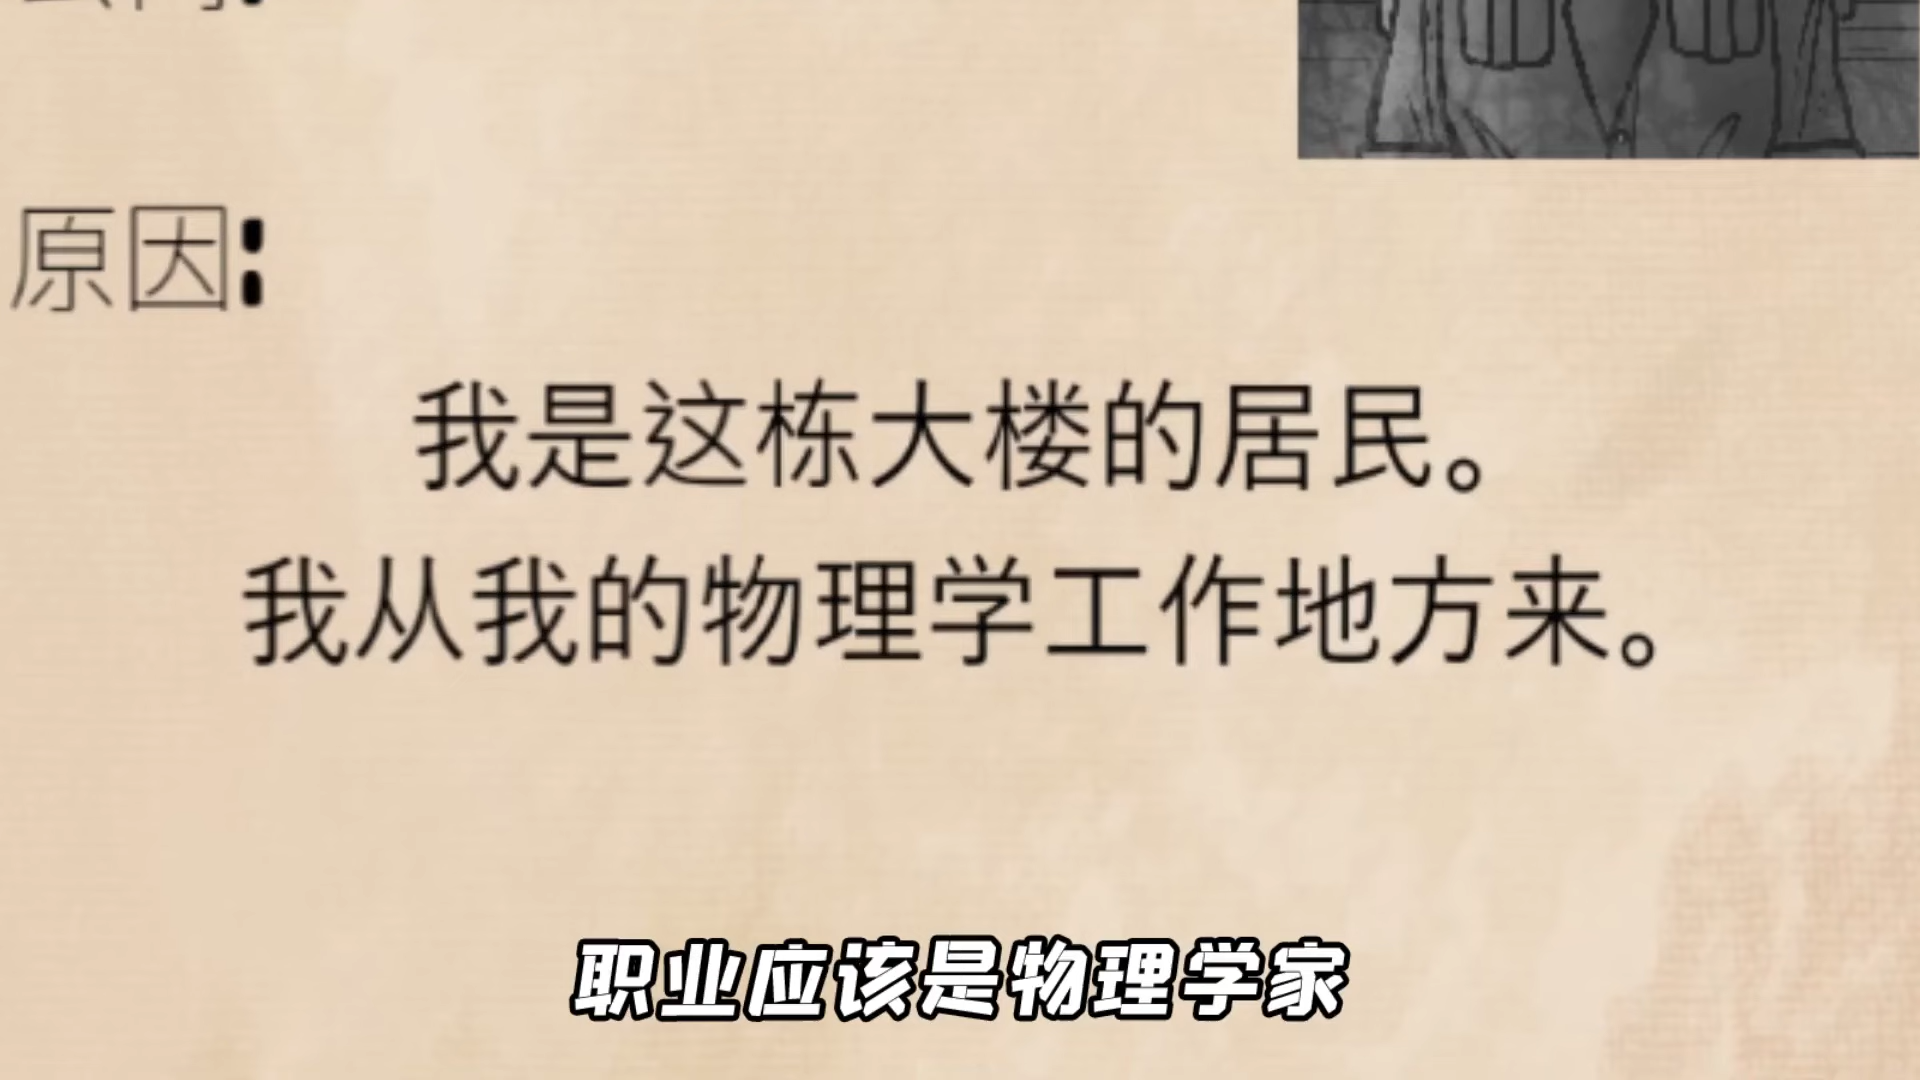 原因:
我是这栋大楼的居民。
我从我的物理学工作地方来。
职业应该是物理学家